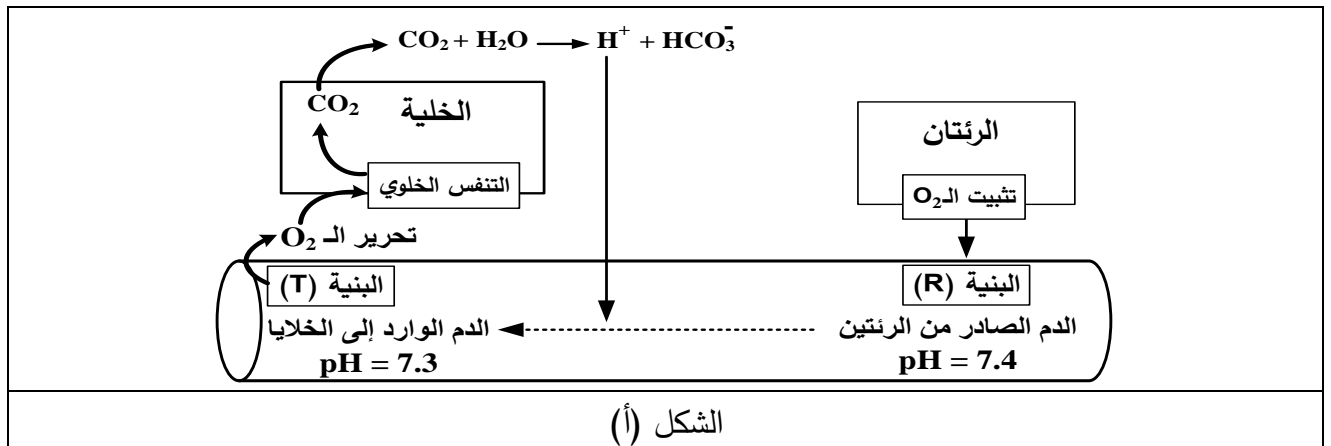 CO₂ + H₂O → H⁺ + HCO₃⁻
CO₂
الخلية
الرئتان
التنفس الخلوي
تثبيت الـO₂
تحرير الـ O₂
البنية (T)
البنية (R)
الدم الوارد إلى الخلايا
الدم الصادر من الرئتين
pH = 7.3
pH = 7.4
الشكل (أ)